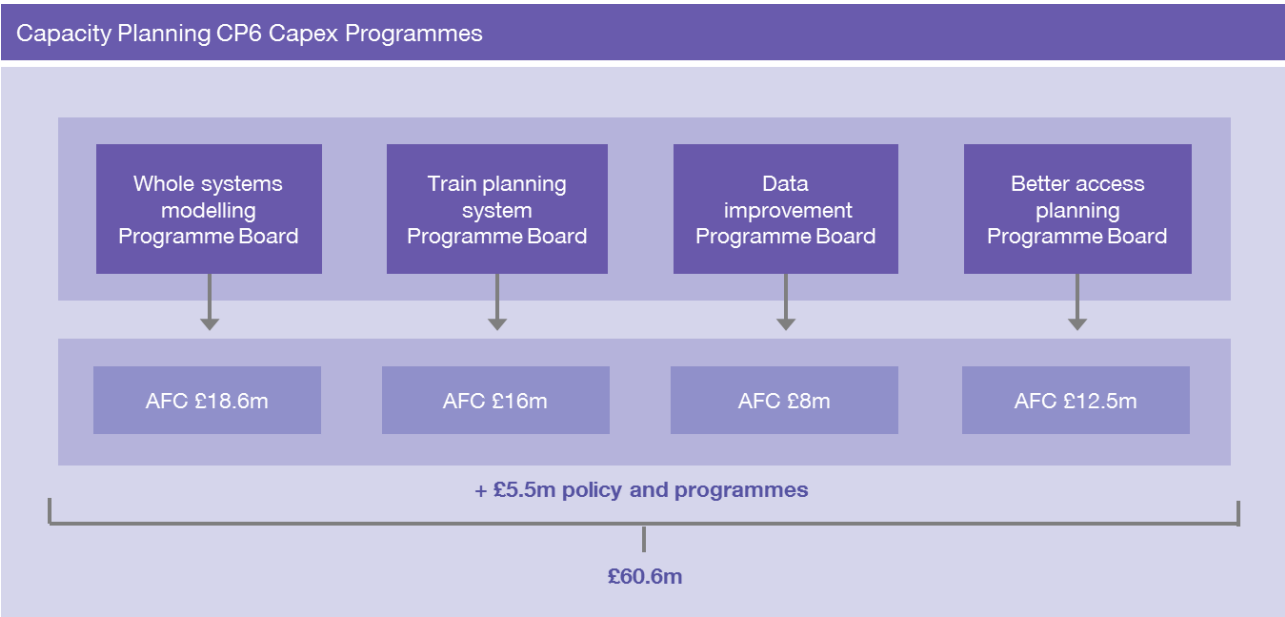 Capacity Planning CP6 Capex Programmes
Whole systems
modelling
Programme Board
Train planning
system
Programme Board
Data
improvement
Programme Board
Better access
planning
Programme Board
AFC £18.6m
AFC £16m
AFC £8m
AFC £12.5m
+ £5.5m policy and programmes
£60.6m